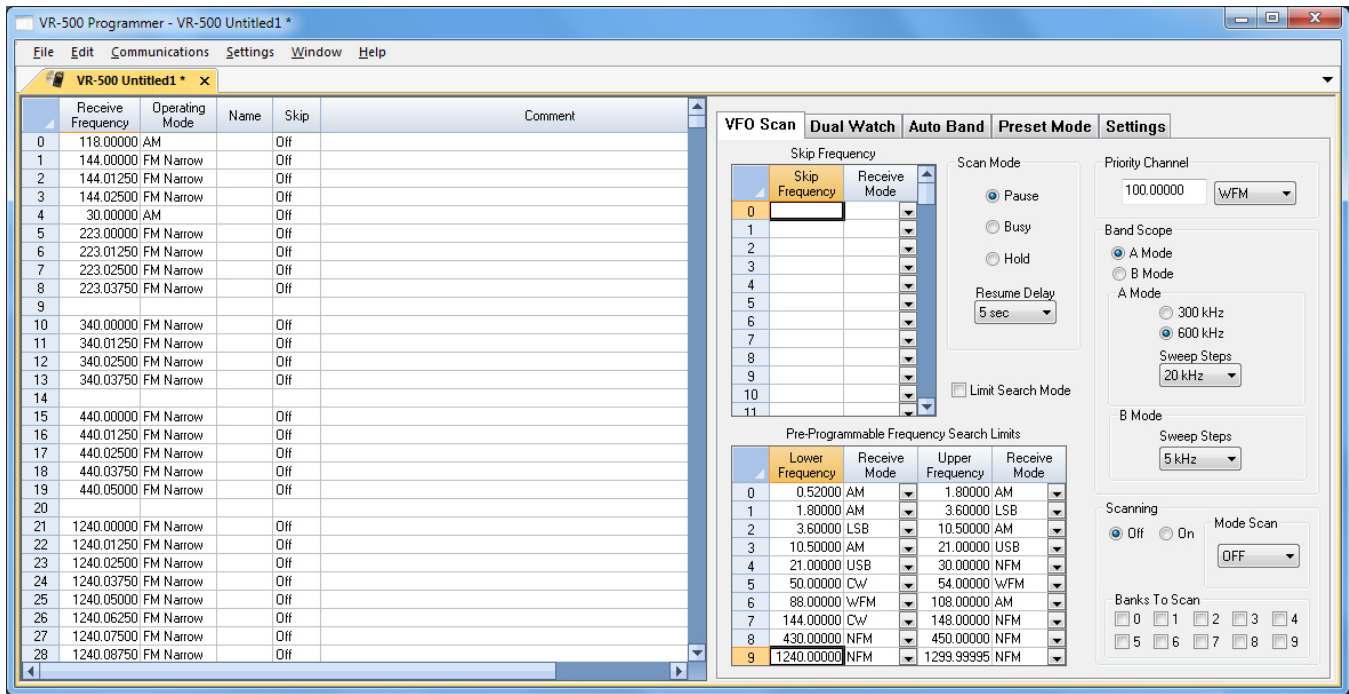 VR-500 Programmer - VR-500 Untitled1 *
File Edit Communications Settings Window Help
VR-500 Untitled1 * x
Receive Frequency Operating Mode Name Skip Comment
0 118.00000 AM Off
1 144.00000 FM Narrow Off
2 144.01250 FM Narrow Off
3 144.02500 FM Narrow Off
4 30.00000 AM Off
5 223.00000 FM Narrow Off
6 223.01250 FM Narrow Off
7 223.02500 FM Narrow Off
8 223.03750 FM Narrow Off
9
10 340.00000 FM Narrow Off
11 340.01250 FM Narrow Off
12 340.02500 FM Narrow Off
13 340.03750 FM Narrow Off
14
15 440.00000 FM Narrow Off
16 440.01250 FM Narrow Off
17 440.02500 FM Narrow Off
18 440.03750 FM Narrow Off
19 440.05000 FM Narrow Off
20
21 1240.00000 FM Narrow Off
22 1240.01250 FM Narrow Off
23 1240.02500 FM Narrow Off
24 1240.03750 FM Narrow Off
25 1240.05000 FM Narrow Off
26 1240.06250 FM Narrow Off
27 1240.07500 FM Narrow Off
28 1240.08750 FM Narrow Off
VFO Scan Dual Watch Auto Band Preset Mode Settings
Skip Frequency
Skip Frequency Receive Mode
0
1
2
3
4
5
6
7
8
9
10
11
Scan Mode
Pause
Busy
Hold
Resume Delay
5 sec
Limit Search Mode
Pre-Programmable Frequency Search Limits
Lower Frequency Receive Mode Upper Frequency Receive Mode
0 0.52000 AM 1.80000 AM
1 1.80000 AM 3.60000 LSB
2 3.60000 LSB 10.50000 AM
3 10.50000 AM 21.00000 USB
4 21.00000 USB 30.00000 NFM
5 50.00000 CW 54.00000 WFM
6 88.00000 WFM 108.00000 AM
7 144.00000 CW 148.00000 NFM
8 430.00000 NFM 450.00000 NFM
9 1240.00000 NFM 1299.99995 NFM
Priority Channel
100.00000 WFM
Band Scope
A Mode
B Mode
A Mode
300 kHz
600 kHz
Sweep Steps
20 kHz
B Mode
Sweep Steps
5 kHz
Scanning
Off On
Mode Scan
OFF
Banks To Scan
0 1 2 3 4
5 6 7 8 9